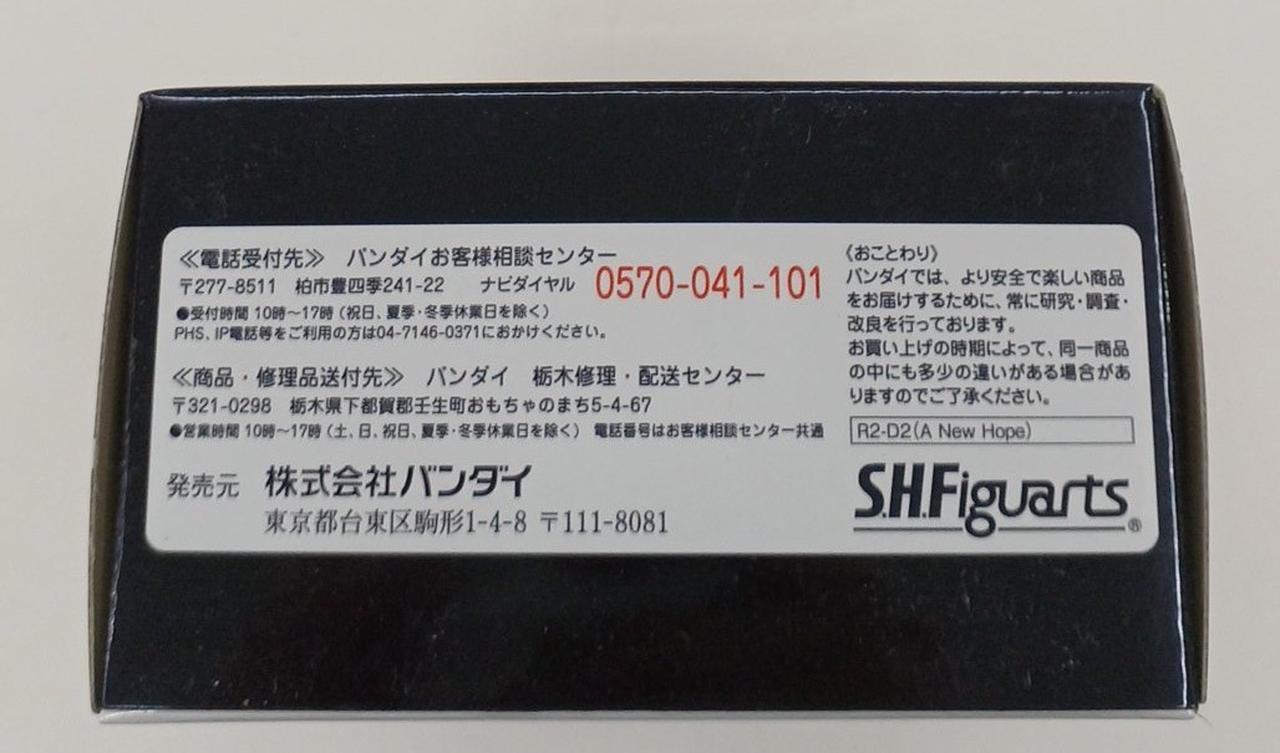 ≪電話受付先≫　バンダイお客様相談センター
〒277-8511　柏市豊四季241-22　ナビダイヤル　0570-041-101
●受付時間 10時～17時（祝日、夏季・冬季休業日を除く）
PHS、IP電話等をご利用の方は04-7146-0371におかけください。
≪商品・修理品送付先≫　バンダイ　栃木修理・配送センター
〒321-0298　栃木県下都賀郡壬生町おもちゃのまち5-4-67
●営業時間 10時～17時（土、日、祝日、夏季・冬季休業日を除く）　電話番号はお客様相談センター共通
発売元　株式会社バンダイ
東京都台東区駒形1-4-8 〒111-8081
《おことわり》
バンダイでは、より安全で楽しい商品
をお届けするために、常に研究・調査・
改良を行っております。
お買い上げの時期によって、同一商品
の中にも多少の違いがある場合があ
りますのでご了承ください。
R2-D2(A New Hope)
S.H.Figuarts®